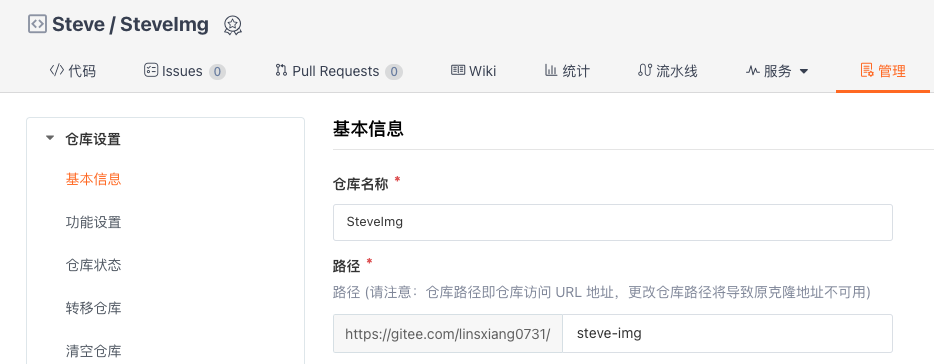 Steve / SteveImg
代码 Issues 0 Pull Requests 0 Wiki 统计 流水线 服务 管理
仓库设置
基本信息
功能设置
仓库状态
转移仓库
清空仓库
基本信息
仓库名称 *
SteveImg
路径 *
路径 (请注意：仓库路径即仓库访问 URL 地址，更改仓库路径将导致原克隆地址不可用)
https://gitee.com/linsxiang0731/ steve-img